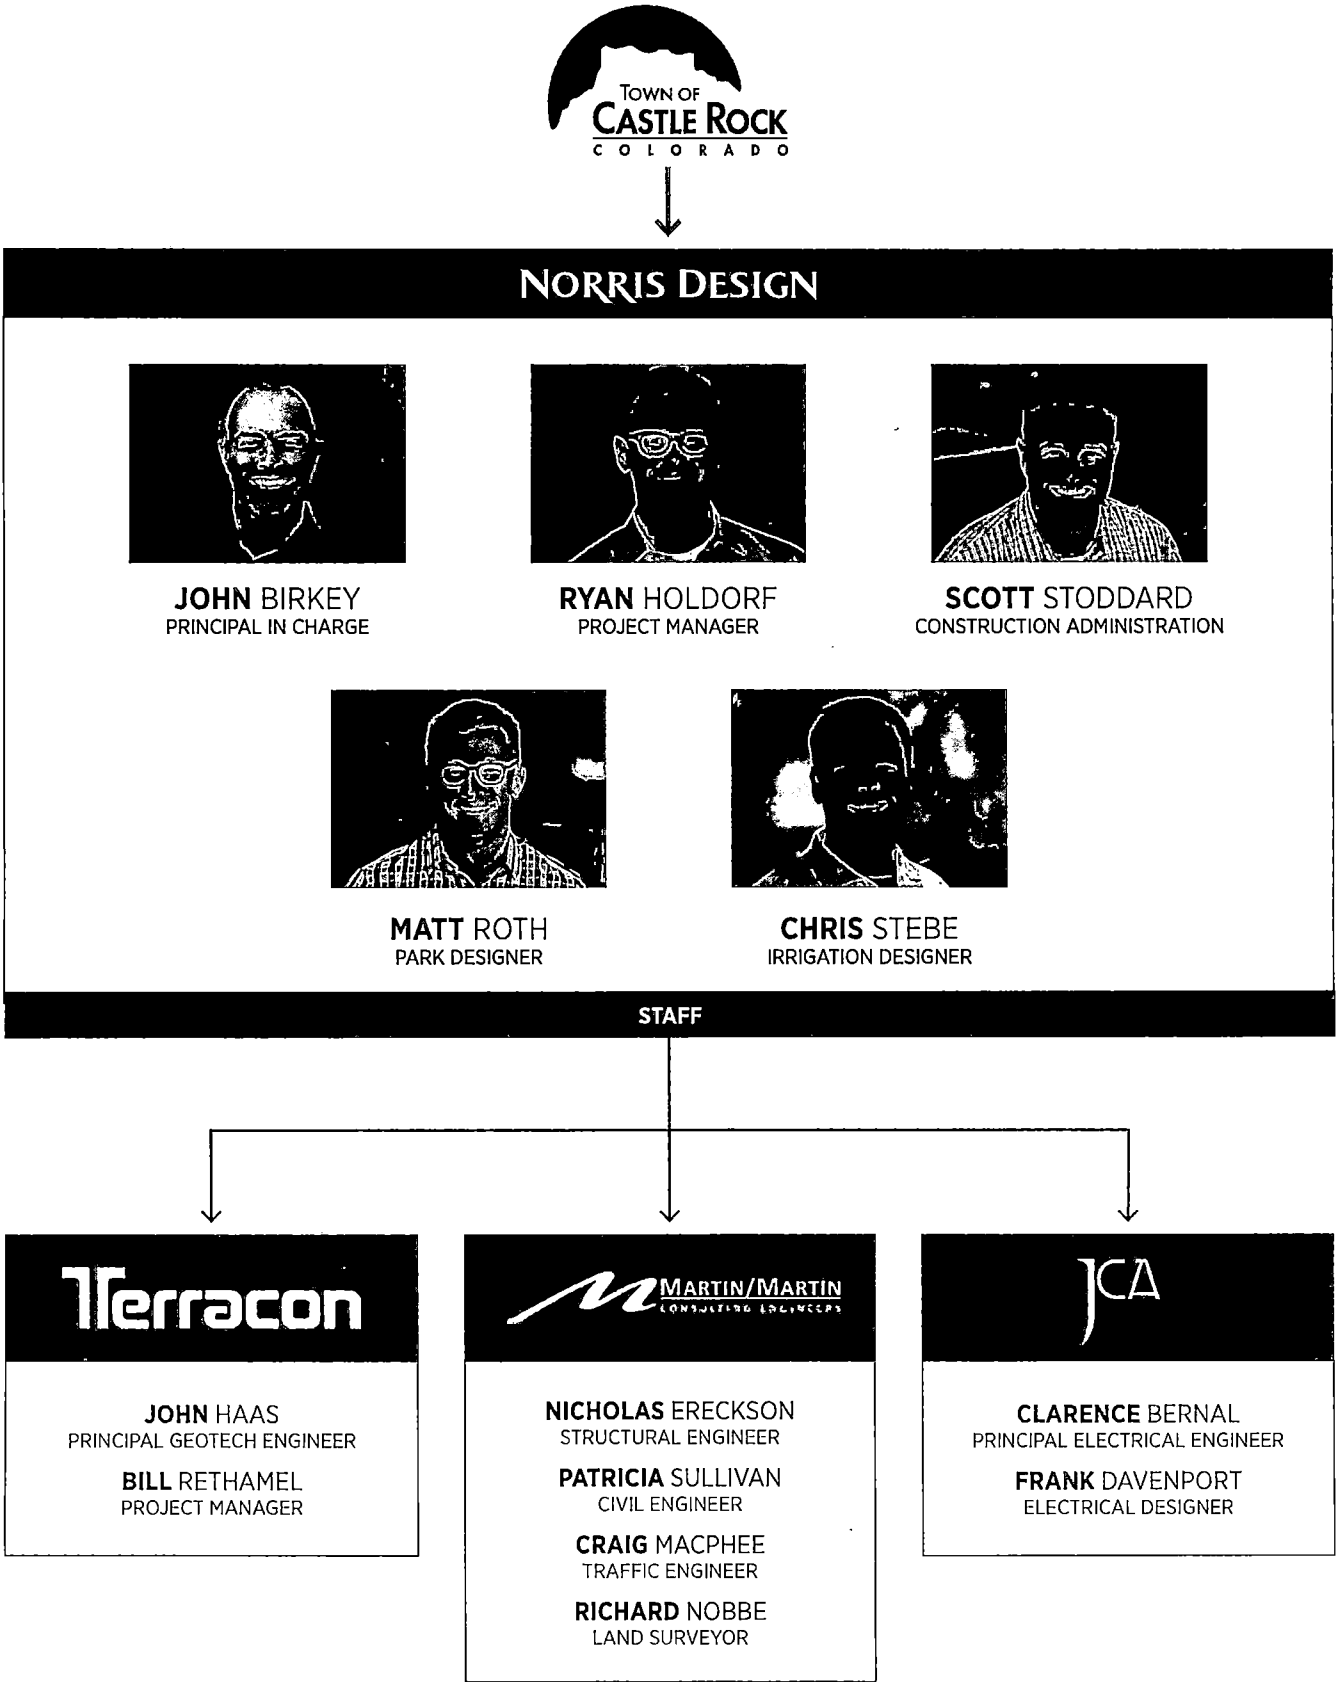 TOWN OF
CASTLE ROCK
COLORADO
NORRIS DESIGN
JOHN BIRKEY
PRINCIPAL IN CHARGE
RYAN HOLDORF
PROJECT MANAGER
SCOTT STODDARD
CONSTRUCTION ADMINISTRATION
MATT ROTH
PARK DESIGNER
CHRIS STEBE
IRRIGATION DESIGNER
STAFF
Terracon
JOHN HAAS
PRINCIPAL GEOTECH ENGINEER
BILL RETHAMEL
PROJECT MANAGER
MARTIN/MARTIN
CONSULTING ENGINEERS
NICHOLAS ERECKSON
STRUCTURAL ENGINEER
PATRICIA SULLIVAN
CIVIL ENGINEER
CRAIG MACPHEE
TRAFFIC ENGINEER
RICHARD NOBBE
LAND SURVEYOR
JCA
CLARENCE BERNAL
PRINCIPAL ELECTRICAL ENGINEER
FRANK DAVENPORT
ELECTRICAL DESIGNER